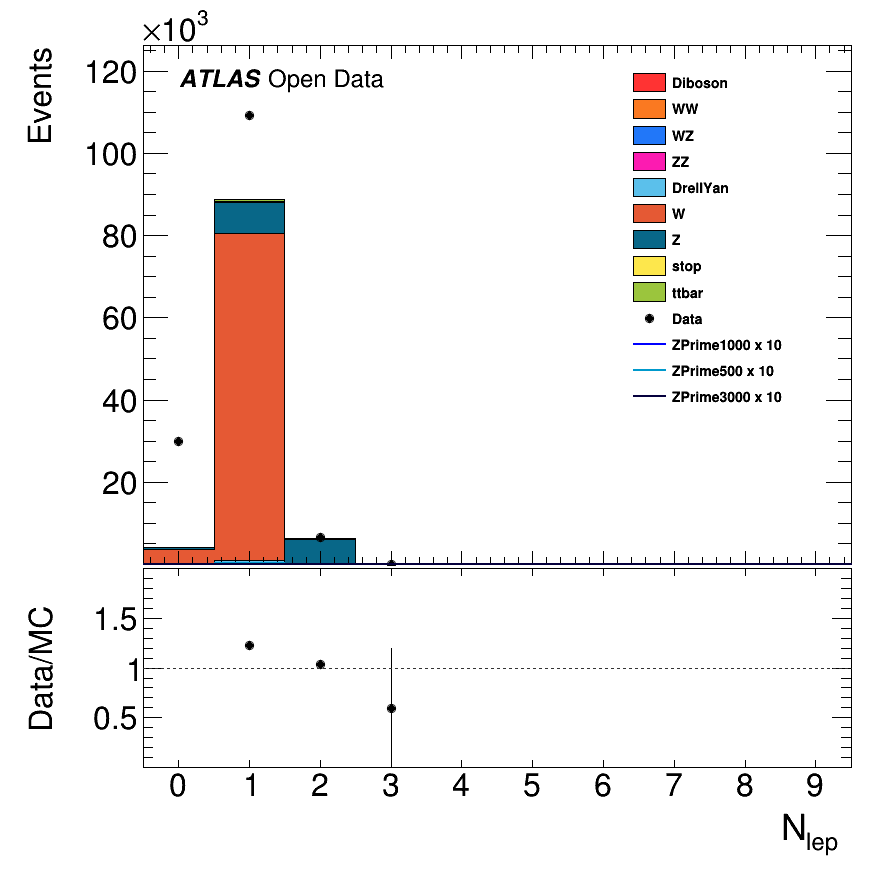 ×10³
Events
120
100
80
60
40
20
ATLAS Open Data
Diboson
WW
WZ
ZZ
DrellYan
W
Z
stop
ttbar
Data
ZPrime1000 x 10
ZPrime500 x 10
ZPrime3000 x 10
Data/MC
1.5
1
0.5
0 1 2 3 4 5 6 7 8 9
N_lep